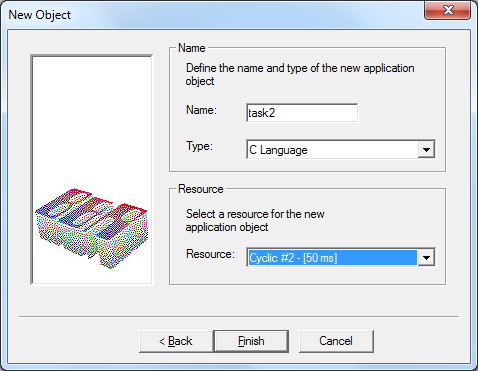 New Object
Name
Define the name and type of the new application
object
Name: task2
Type: C Language
Resource
Select a resource for the new
application object
Resource: Cyclic #2 - [50 ms]
< Back Finish Cancel